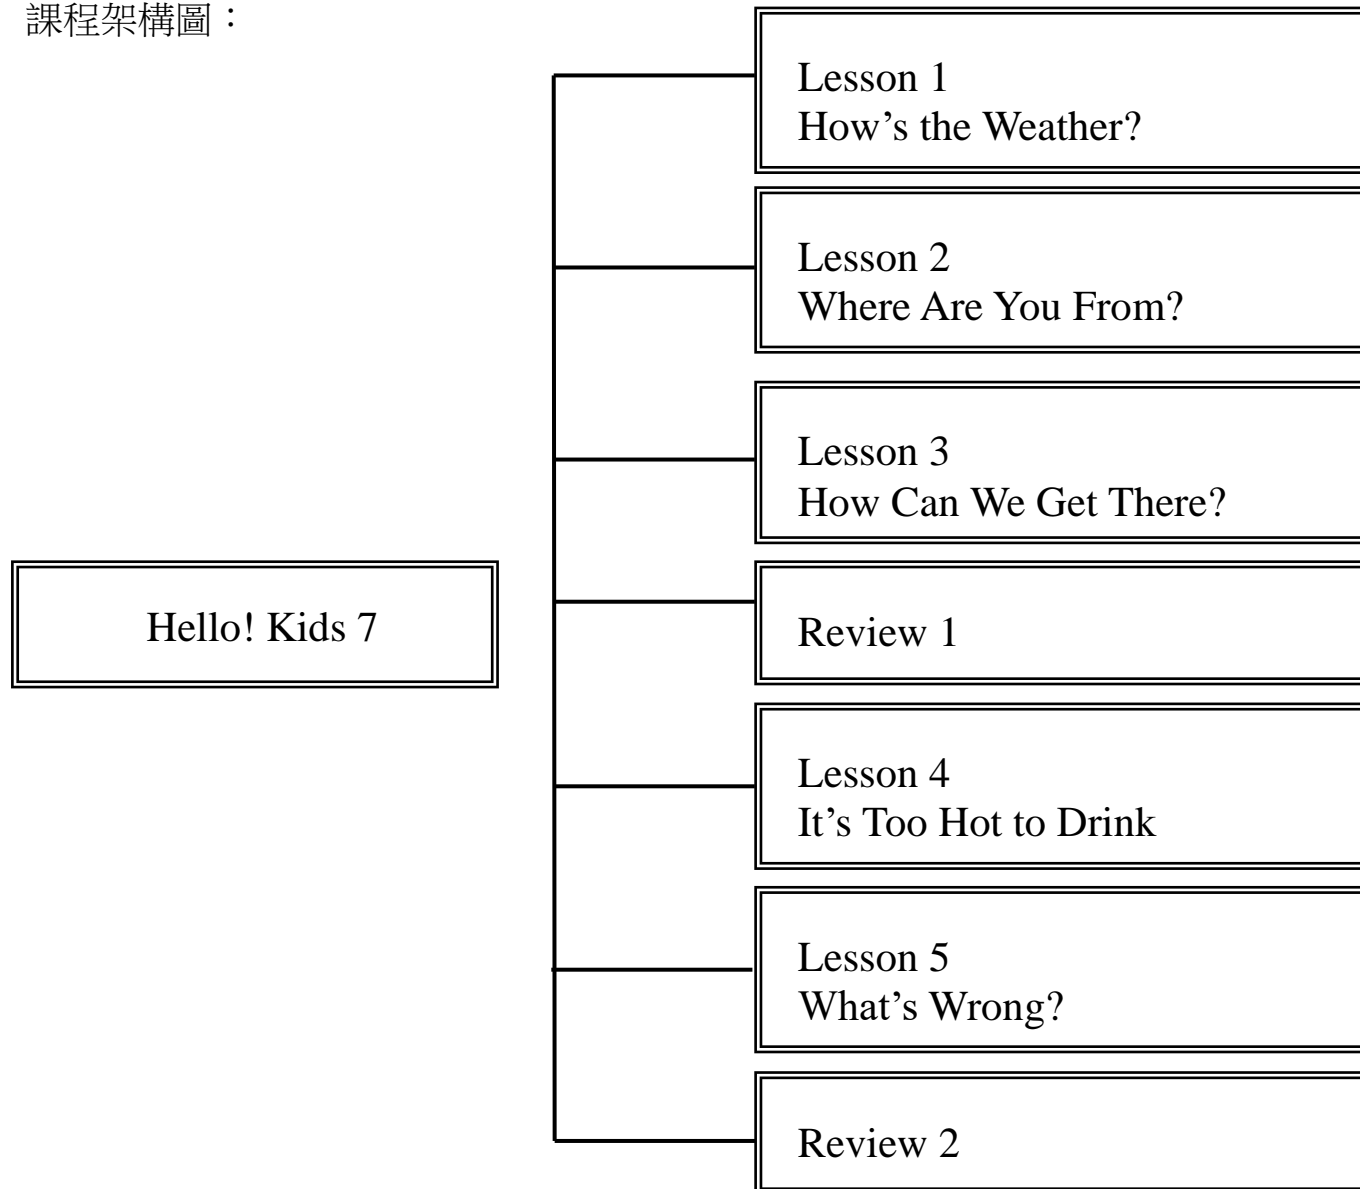 課程架構圖：
Lesson 1
How’s the Weather?
Lesson 2
Where Are You From?
Lesson 3
How Can We Get There?
Hello! Kids 7
Review 1
Lesson 4
It’s Too Hot to Drink
Lesson 5
What’s Wrong?
Review 2